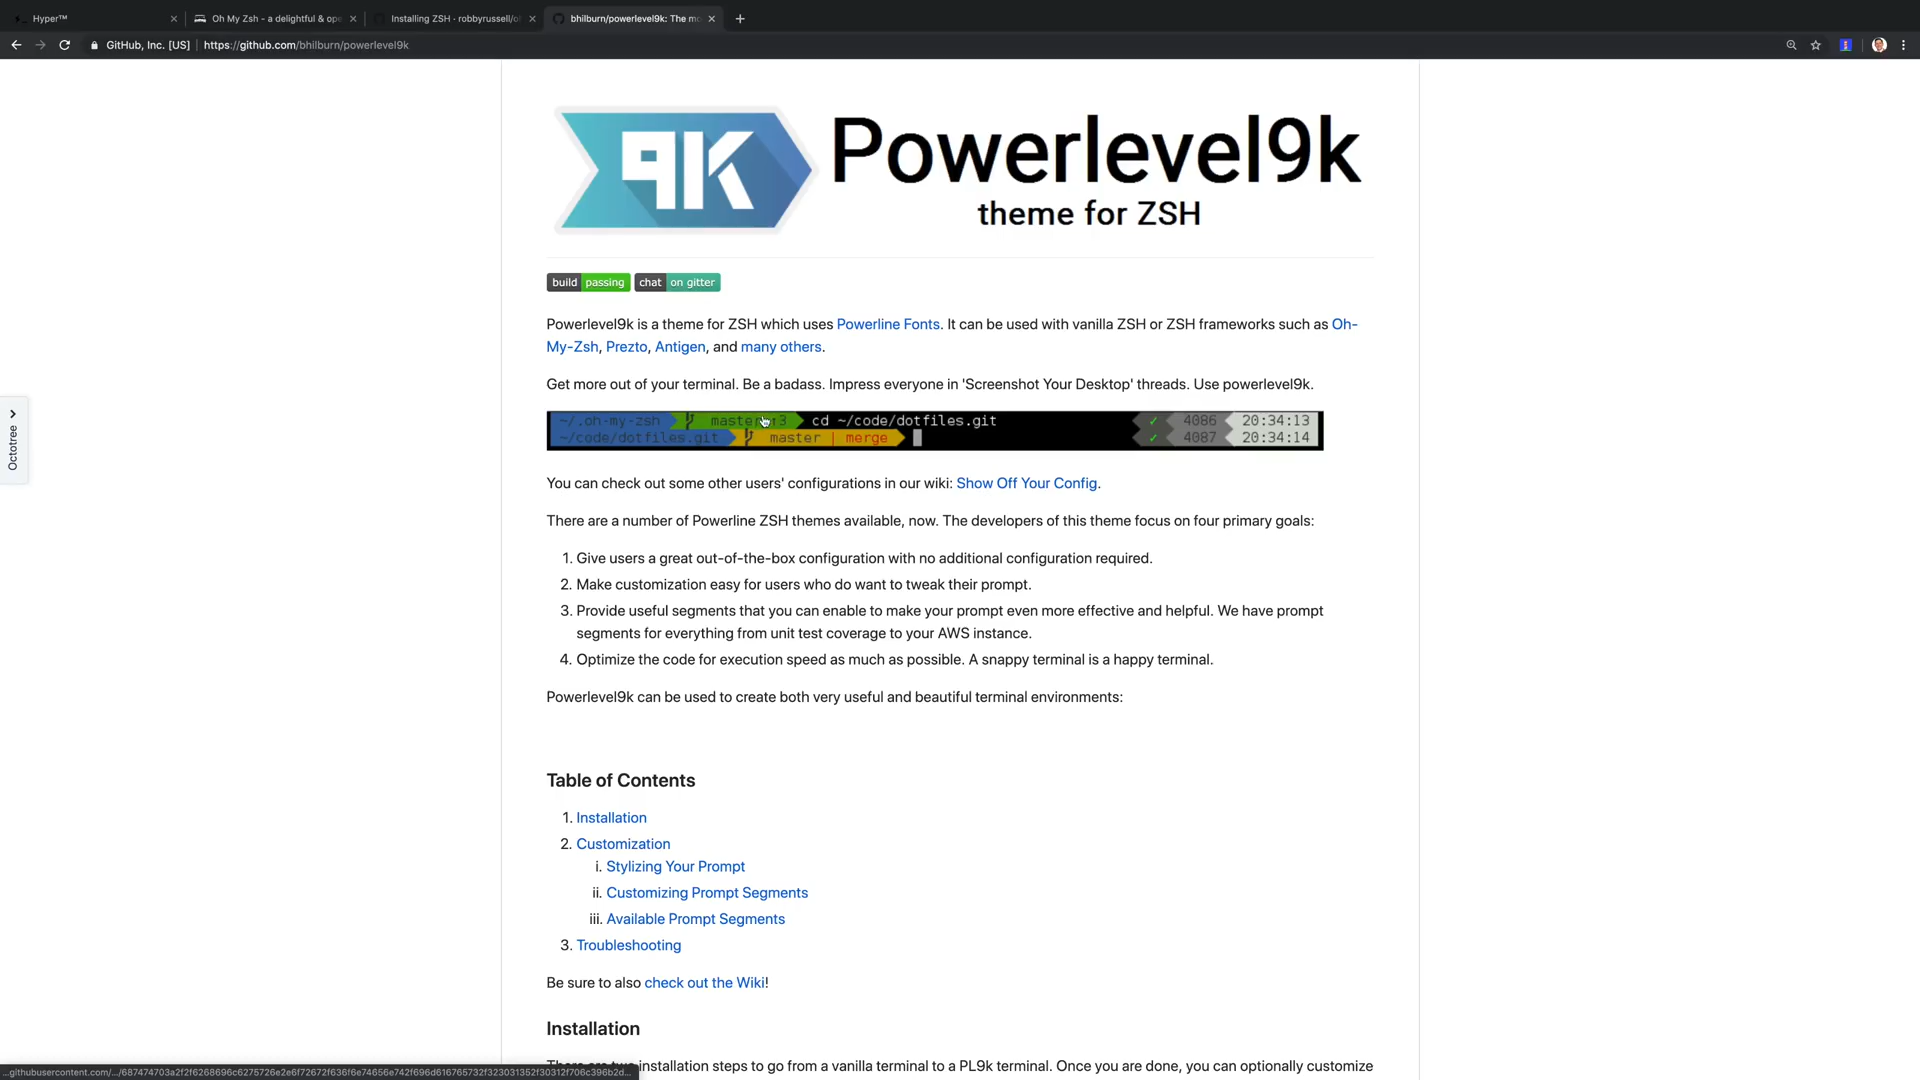 Hyper™
Oh My Zsh - a delightful & ope
Installing ZSH · robbyrussell/o
bhilburn/powerlevel9k: The mo
GitHub, Inc. [US] | https://github.com/bhilburn/powerlevel9k
9K
Powerlevel9k
theme for ZSH
build passing chat on gitter
Powerlevel9k is a theme for ZSH which uses Powerline Fonts. It can be used with vanilla ZSH or ZSH frameworks such as Oh-
My-Zsh, Prezto, Antigen, and many others.
Get more out of your terminal. Be a badass. Impress everyone in 'Screenshot Your Desktop' threads. Use powerlevel9k.
~/.oh-my-zsh master ↑3 cd ~/code/dotfiles.git ✓ 4086 20:34:13
~/code/dotfiles.git master | merge ✓ 4087 20:34:14
Octotree
You can check out some other users' configurations in our wiki: Show Off Your Config.
There are a number of Powerline ZSH themes available, now. The developers of this theme focus on four primary goals:
1. Give users a great out-of-the-box configuration with no additional configuration required.
2. Make customization easy for users who do want to tweak their prompt.
3. Provide useful segments that you can enable to make your prompt even more effective and helpful. We have prompt
segments for everything from unit test coverage to your AWS instance.
4. Optimize the code for execution speed as much as possible. A snappy terminal is a happy terminal.
Powerlevel9k can be used to create both very useful and beautiful terminal environments:
Table of Contents
1. Installation
2. Customization
i. Stylizing Your Prompt
ii. Customizing Prompt Segments
iii. Available Prompt Segments
3. Troubleshooting
Be sure to also check out the Wiki!
Installation
installation steps to go from a vanilla terminal to a PL9k terminal. Once you are done, you can optionally customize